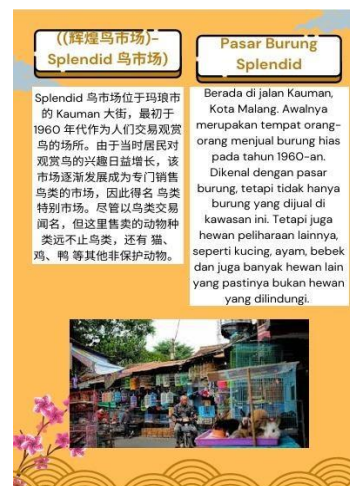 ((辉煌鸟市场)-
Splendid 鸟市场)
Splendid 鸟市场位于玛琅市
的 Kauman 大街，最初于
1960 年代作为人们交易观赏
鸟的场所。由于当时居民对
观赏鸟的兴趣日益增长，该
市场逐渐发展成为专门销售
鸟类的市场，因此得名 鸟类
特别市场。尽管以鸟类交易
闻名，但这里售卖的动物种
类远不止鸟类，还有 猫、
鸡、鸭 等其他非保护动物。
Pasar Burung
Splendid
Berada di jalan Kauman,
Kota Malang. Awalnya
merupakan tempat orang-
orang menjual burung hias
pada tahun 1960-an.
Dikenal dengan pasar
burung, tetapi tidak hanya
burung yang dijual di
kawasan ini. Tetapi juga
hewan peliharaan lainnya,
seperti kucing, ayam, bebek
dan juga banyak hewan lain
yang pastinya bukan hewan
yang dilindungi.